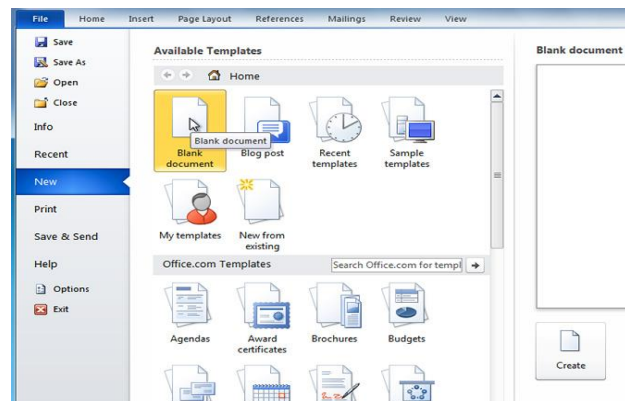 File Home Insert Page Layout References Mailings Review View
Save
Save As
Open
Close
Info
Recent
New
Print
Save & Send
Help
Options
Exit
Available Templates
Home
Blank document
Blank
document
Blog post
Recent
templates
Sample
templates
My templates
New from
existing
Office.com Templates
Search Office.com for templ
Agendas
Award
certificates
Brochures
Budgets
Blank document
Create